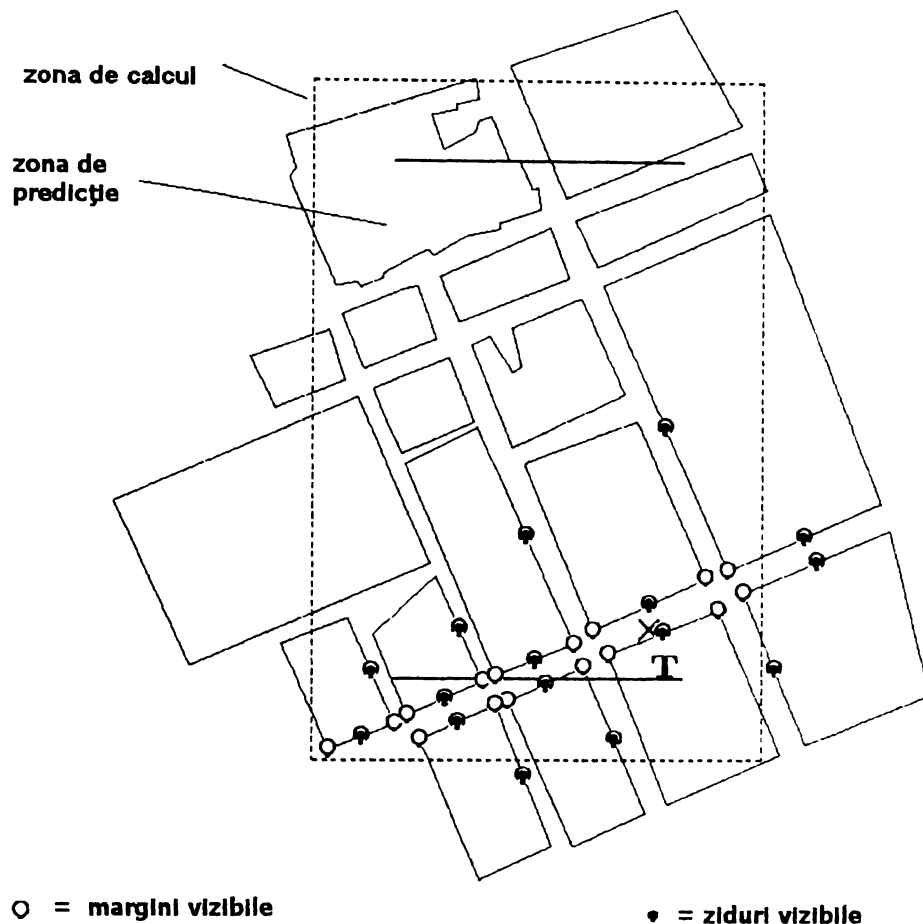 zona de calcul
zona de
predicție
T
= margini vizibile
= ziduri vizibile